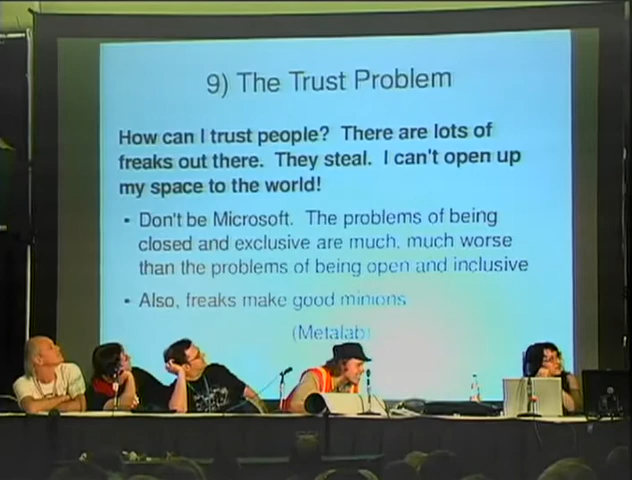 9) The Trust Problem
How can I trust people? There are lots of
freaks out there. They steal. I can't open up
my space to the world!
• Don't be Microsoft. The problems of being
closed and exclusive are much, much worse
than the problems of being open and inclusive
• Also, freaks make good minions
(Metalab)